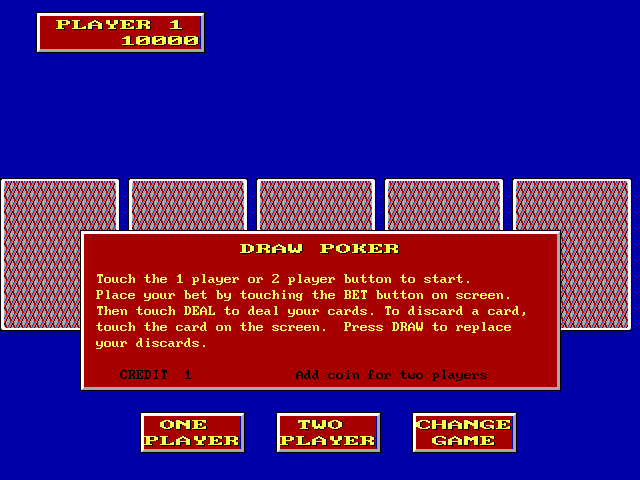 PLAYER 1
10000
DRAW POKER
Touch the 1 player or 2 player button to start.
Place your bet by touching the BET button on screen.
Then touch DEAL to deal your cards. To discard a card,
touch the card on the screen.  Press DRAW to replace
your discards.
CREDIT  1    Add coin for two players
ONE PLAYER
TWO PLAYER
CHANGE GAME